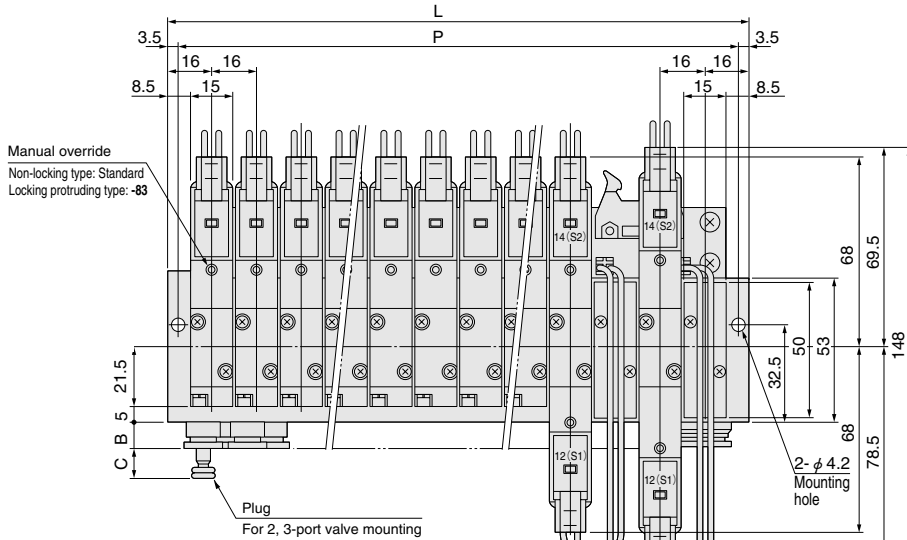 L
3.5 P 3.5
16 16 16 16
8.5 15 15 8.5
Manual override
Non-locking type: Standard
Locking protruding type: -83
14(S2) 14(S2)
68
69.5
148
21.5
5
B
C
32.5
50
53
68
78.5
12(S1) 12(S1)
2- φ 4.2
Mounting
hole
Plug
For 2, 3-port valve mounting